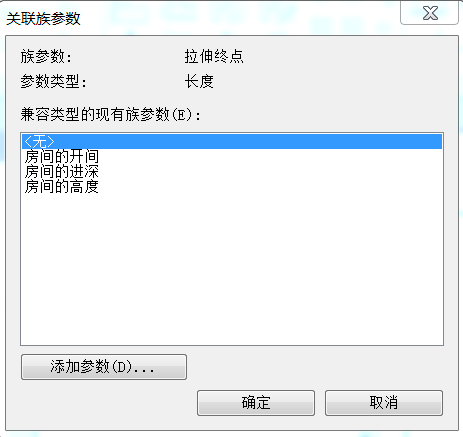 关联族参数
族参数: 拉伸终点
参数类型: 长度
兼容类型的现有族参数(E):
<无>
房间的开间
房间的进深
房间的高度
添加参数(D)...
确定 取消